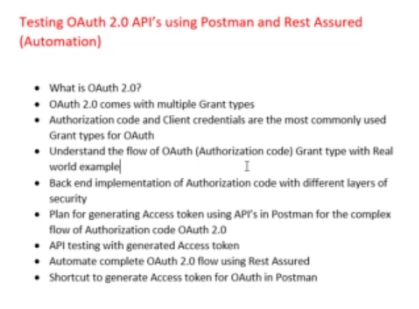 Testing OAuth 2.0 API's using Postman and Rest Assured
(Automation)
• What is OAuth 2.0?
• OAuth 2.0 comes with multiple Grant types
• Authorization code and Client credentials are the most commonly used
Grant types for OAuth
• Understand the flow of OAuth (Authorization code) Grant type with Real
world example
• Back end implementation of Authorization code with different layers of
security
• Plan for generating Access token using API's in Postman for the complex
flow of Authorization code OAuth 2.0
• API testing with generated Access token
• Automate complete OAuth 2.0 flow using Rest Assured
• Shortcut to generate Access token for OAuth in Postman